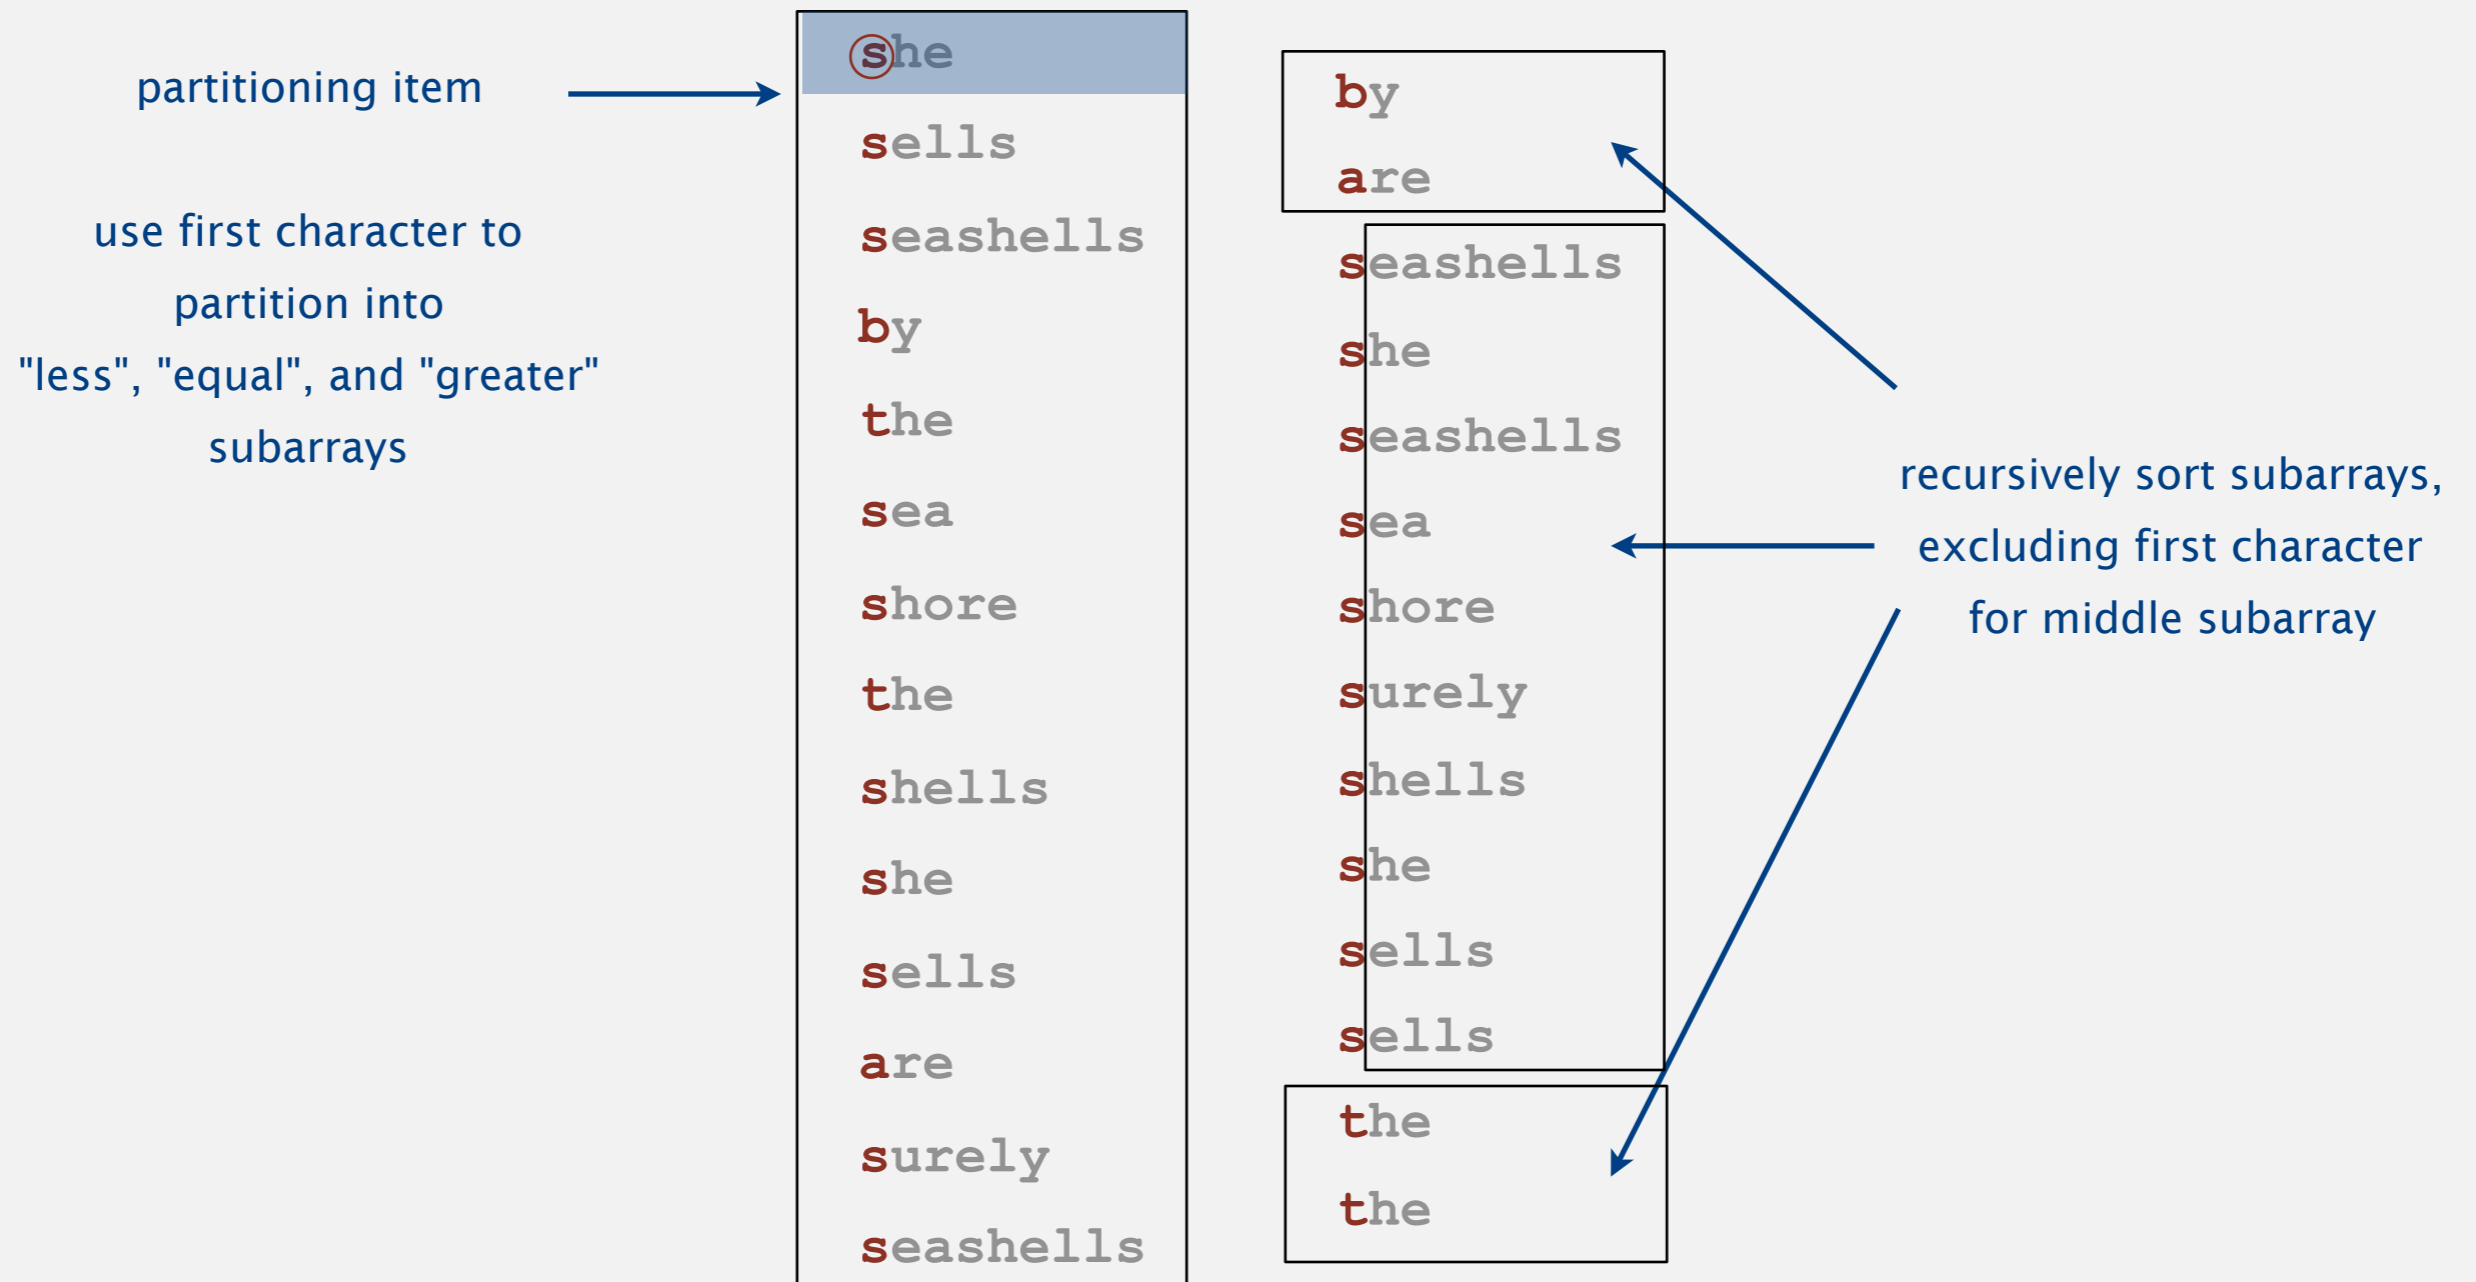 partitioning item
use first character to
partition into
"less", "equal", and "greater"
subarrays
she
sells
seashells
by
the
sea
shore
the
shells
she
sells
are
surely
seashells
by
are
seashells
she
seashells
sea
shore
surely
shells
she
sells
sells
the
the
recursively sort subarrays,
excluding first character
for middle subarray